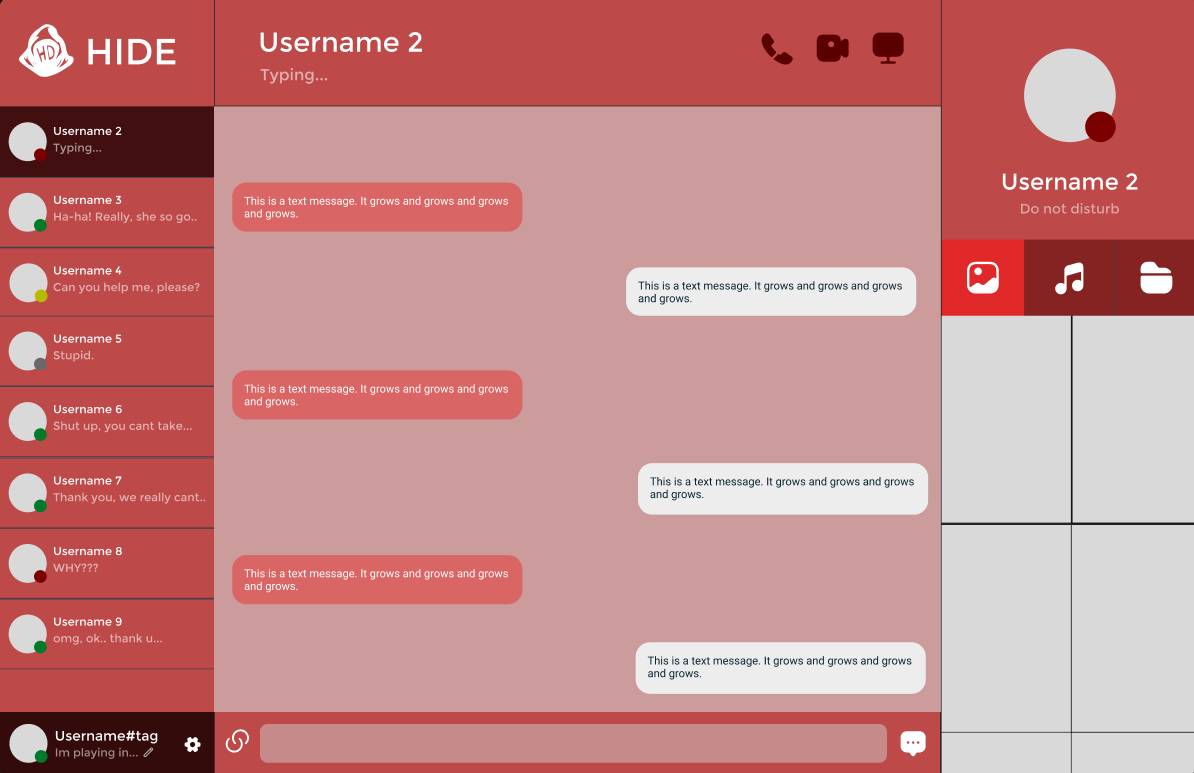 HD
HIDE
Username 2
Typing...
Username 3
Ha-ha! Really, she so go..
Username 4
Can you help me, please?
Username 5
Stupid.
Username 6
Shut up, you cant take...
Username 7
Thank you, we really cant..
Username 8
WHY???
Username 9
omg, ok.. thank u...
Username#tag
Im playing in...
Username 2
Typing...
This is a text message. It grows and grows and grows
and grows.
This is a text message. It grows and grows and grows
and grows.
This is a text message. It grows and grows and grows
and grows.
This is a text message. It grows and grows and grows
and grows.
This is a text message. It grows and grows and grows
and grows.
This is a text message. It grows and grows and grows
and grows.
Username 2
Do not disturb